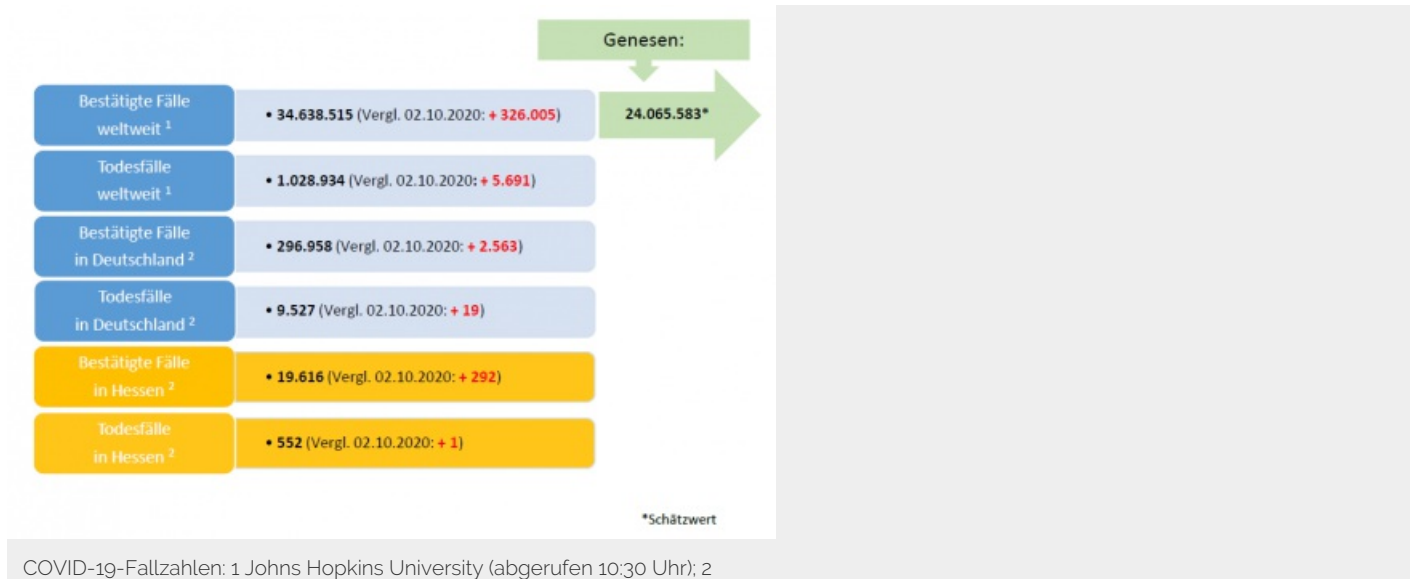 Genesen:
Bestätigte Fälle
weltweit ¹
• 34.638.515 (Vergl. 02.10.2020: + 326.005)
24.065.583*
Todesfälle
weltweit ¹
• 1.028.934 (Vergl. 02.10.2020: + 5.691)
Bestätigte Fälle
in Deutschland ²
• 296.958 (Vergl. 02.10.2020: + 2.563)
Todesfälle
in Deutschland ²
• 9.527 (Vergl. 02.10.2020: + 19)
Bestätigte Fälle
in Hessen ²
• 19.616 (Vergl. 02.10.2020: + 292)
Todesfälle
in Hessen ²
• 552 (Vergl. 02.10.2020: + 1)
*Schätzwert
COVID-19-Fallzahlen: 1 Johns Hopkins University (abgerufen 10:30 Uhr); 2